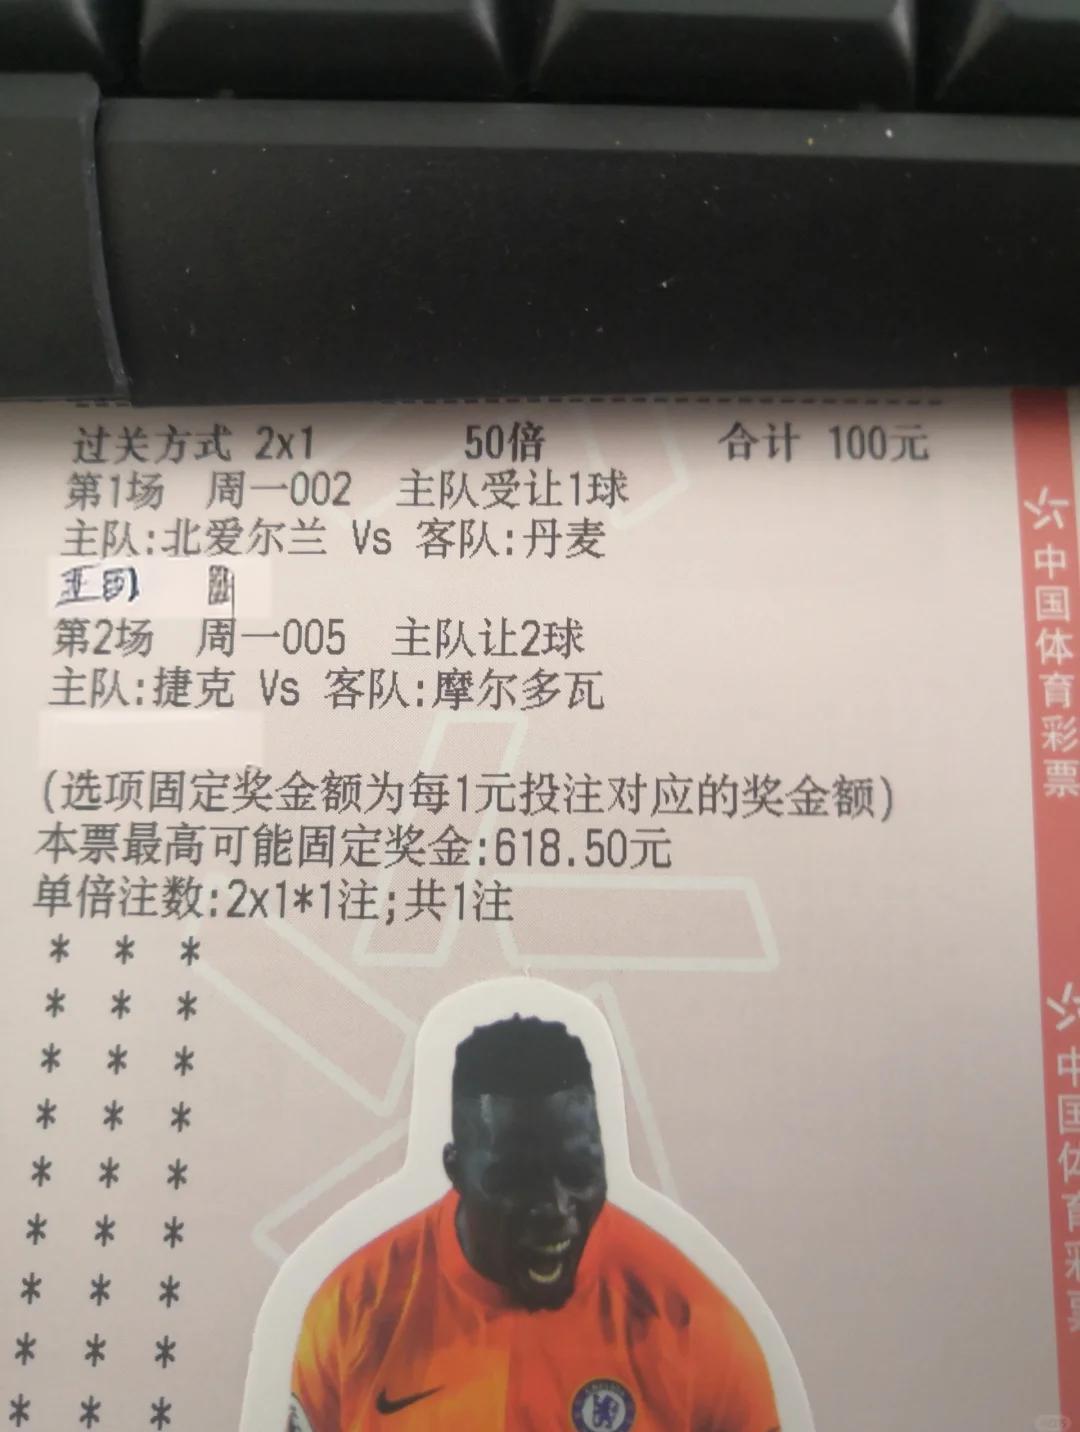 过关方式 2x1 50倍 合计 100元
第1场 周一002 主队受让1球
主队:北爱尔兰 Vs 客队:丹麦
第2场 周一005 主队让2球
主队:捷克 Vs 客队:摩尔多瓦
(选项固定奖金额为每1元投注对应的奖金额)
本票最高可能固定奖金:618.50元
单倍注数:2x1*1注;共1注
* * *
* * *
* * *
* * *
* * *
* * *
* * *
* * *
* * *
中国体育彩票
中国体育彩票